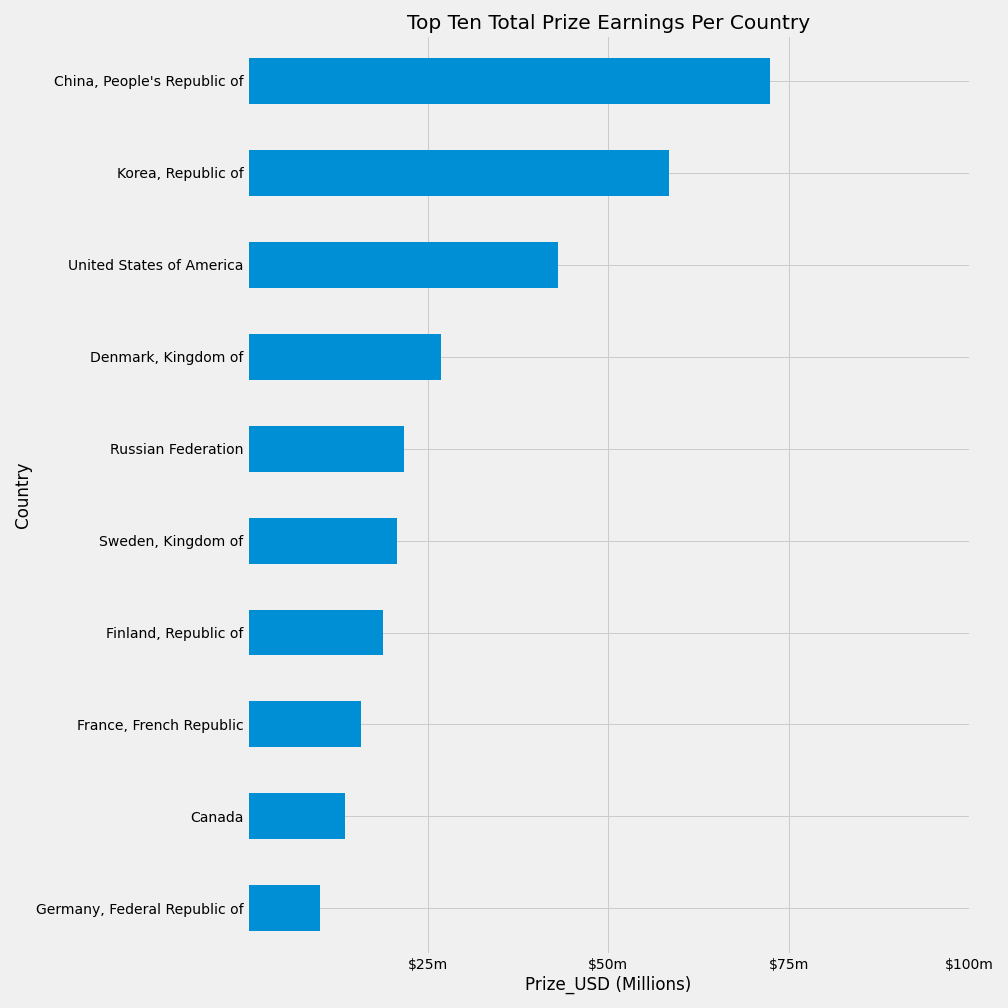 Top Ten Total Prize Earnings Per Country
China, People's Republic of
Korea, Republic of
United States of America
Denmark, Kingdom of
Russian Federation
Sweden, Kingdom of
Finland, Republic of
France, French Republic
Canada
Germany, Federal Republic of
Country
$25m $50m $75m $100m
Prize_USD (Millions)